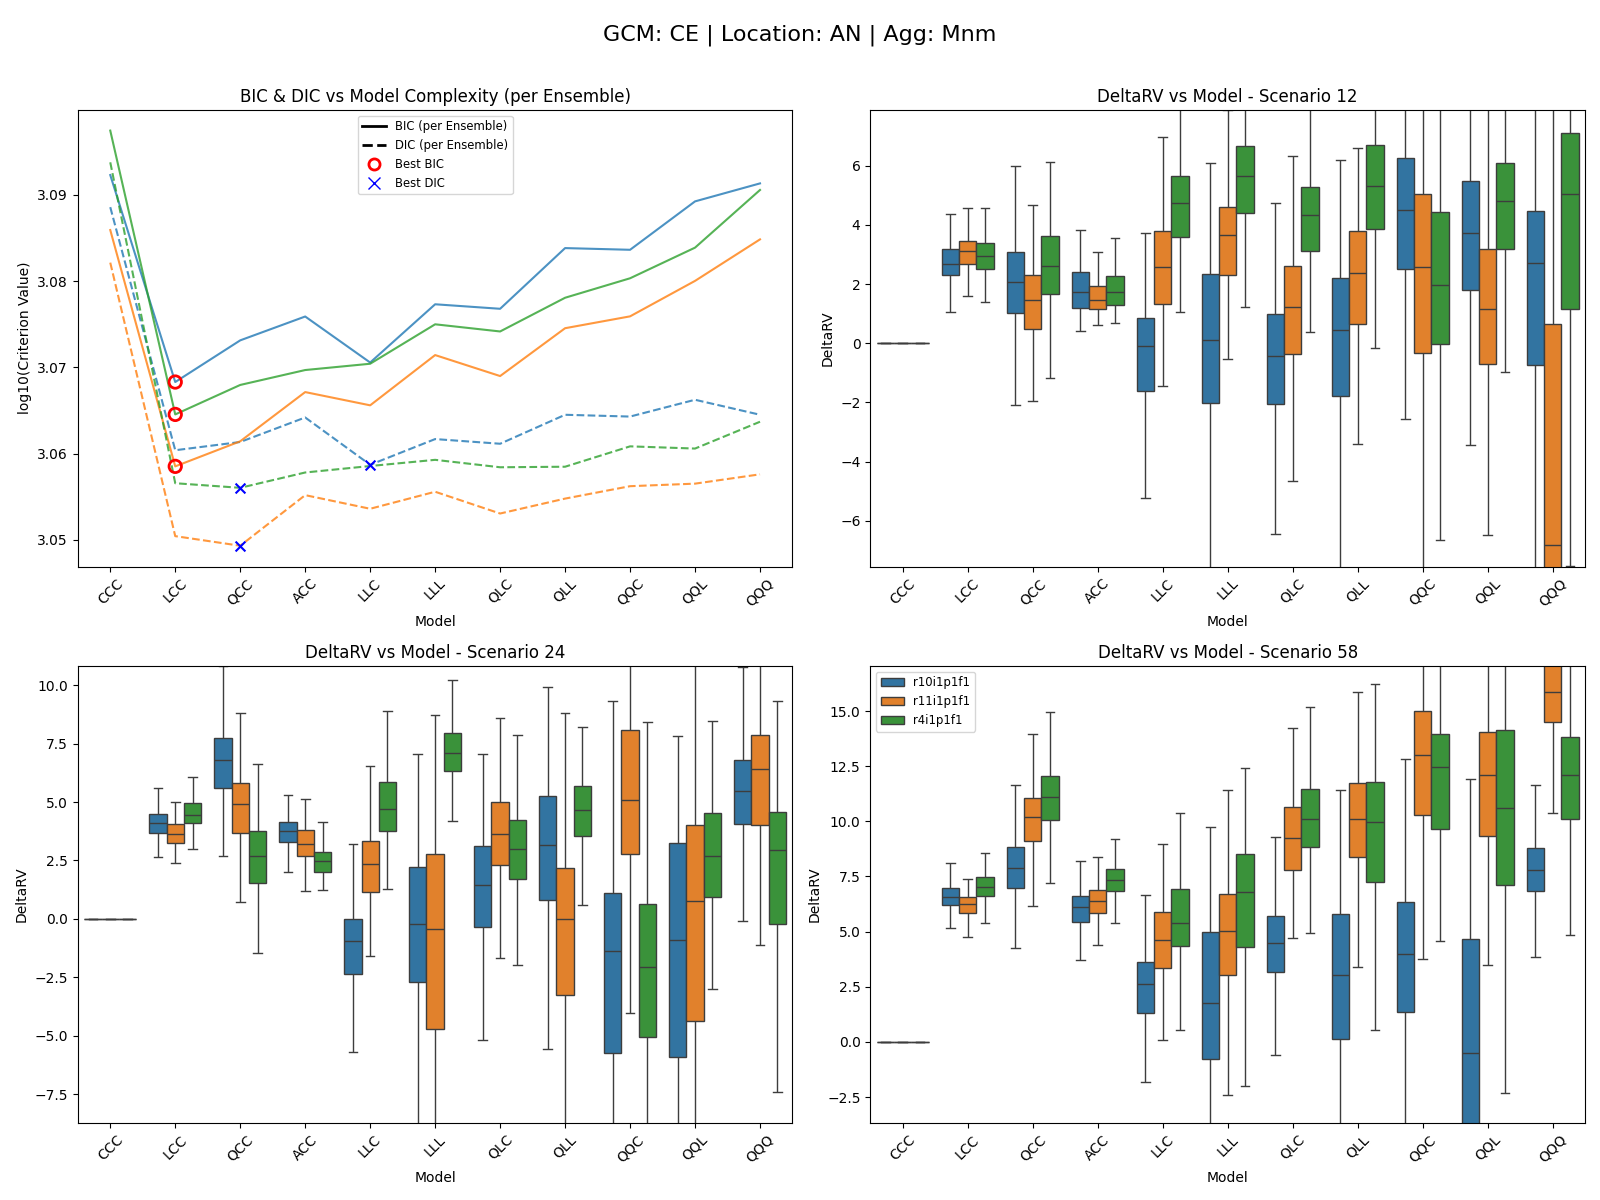 GCM: CE | Location: AN | Agg: Mnm
BIC & DIC vs Model Complexity (per Ensemble)
BIC (per Ensemble)
DIC (per Ensemble)
Best BIC
Best DIC
log10(Criterion Value)
3.09
3.08
3.07
3.06
3.05
CCC LCC QCC ACC LLC LLL QLC QLL QQC QQL QQQ
Model
DeltaRV vs Model - Scenario 12
DeltaRV
6
4
2
0
−2
−4
−6
CCC LCC QCC ACC LLC LLL QLC QLL QQC QQL QQQ
Model
DeltaRV vs Model - Scenario 24
DeltaRV
10.0
7.5
5.0
2.5
0.0
−2.5
−5.0
−7.5
CCC LCC QCC ACC LLC LLL QLC QLL QQC QQL QQQ
Model
DeltaRV vs Model - Scenario 58
r10i1p1f1
r11i1p1f1
r4i1p1f1
DeltaRV
15.0
12.5
10.0
7.5
5.0
2.5
0.0
−2.5
CCC LCC QCC ACC LLC LLL QLC QLL QQC QQL QQQ
Model